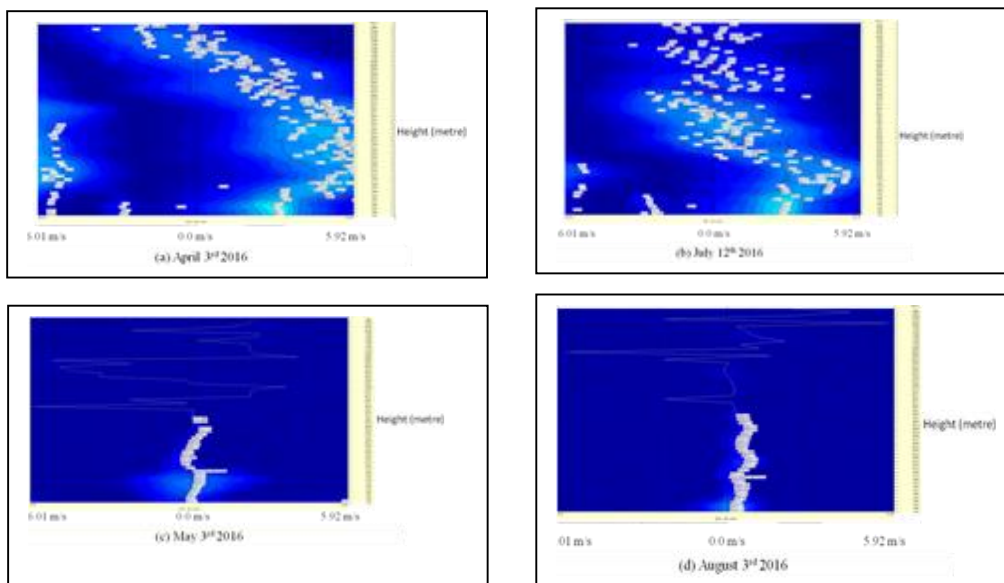 Height (metre)
6.01 m/s 0.0 m/s 5.92 m/s
(a) April 3rd 2016
Height (metre)
6.01 m/s 0.0 m/s 5.92 m/s
(b) July 12th 2016
Height (metre)
6.01 m/s 0.0 m/s 5.92 m/s
(c) May 3rd 2016
Height (metre)
.01 m/s 0.0 m/s 5.92 m/s
(d) August 3rd 2016